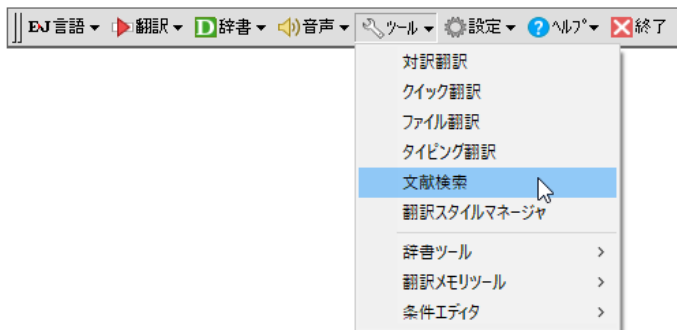 EJ 言語 ▼ 翻訳 ▼ D 辞書 ▼ 音声 ▼ ツール ▼ 設定 ▼ ? ﾍﾙﾌﾟ ▼ 終了
対訳翻訳
クイック翻訳
ファイル翻訳
タイピング翻訳
文献検索
翻訳スタイルマネージャ
辞書ツール >
翻訳メモリツール >
条件エディタ >